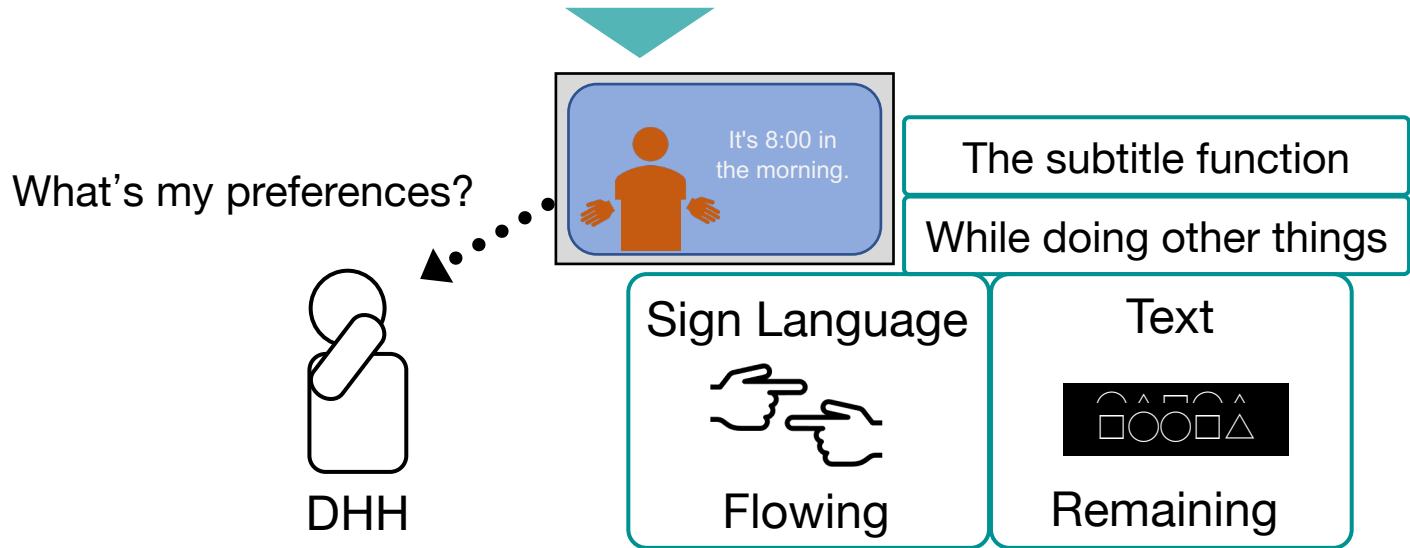 It's 8:00 in
the morning.
The subtitle function
What's my preferences?
While doing other things
Sign Language
Text
Flowing
Remaining
DHH